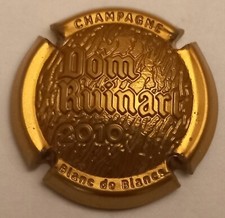 CHAMPAGNE
Dom
Ruinart
2010
Blanc de Blancs